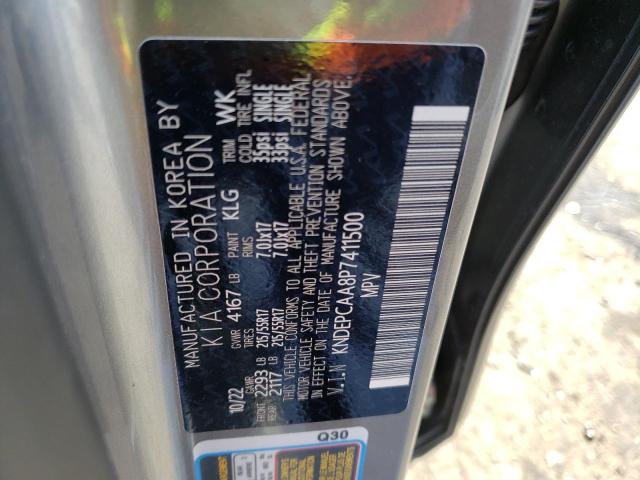 MANUFACTURED IN KOREA BY
KIA CORPORATION
10/22 GVWR 4167 LB PAINT KLG TRIM WK
GAWR TIRES RIMS COLD TIRE INFL
FRONT 2293 LB 215/55R17 7.0Jx17 35psi SINGLE
REAR 2117 LB 215/55R17 7.0Jx17 33psi SINGLE
THIS VEHICLE CONFORMS TO ALL APPLICABLE U.S.A. FEDERAL
MOTOR VEHICLE SAFETY AND THEFT PREVENTION STANDARDS
IN EFFECT ON THE DATE OF MANUFACTURE SHOWN ABOVE.
V.I.N KNDEPCAA8P7411500
MPV
Q30